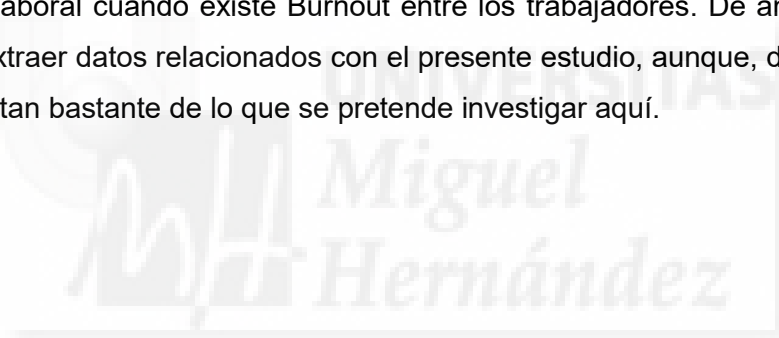 aboral cuando existe Burnout entre los trabajadores. De
xtraer datos relacionados con el presente estudio, aunque,
tan bastante de lo que se pretende investigar aquí.
UNIVERSITAS
Miguel
Hernández